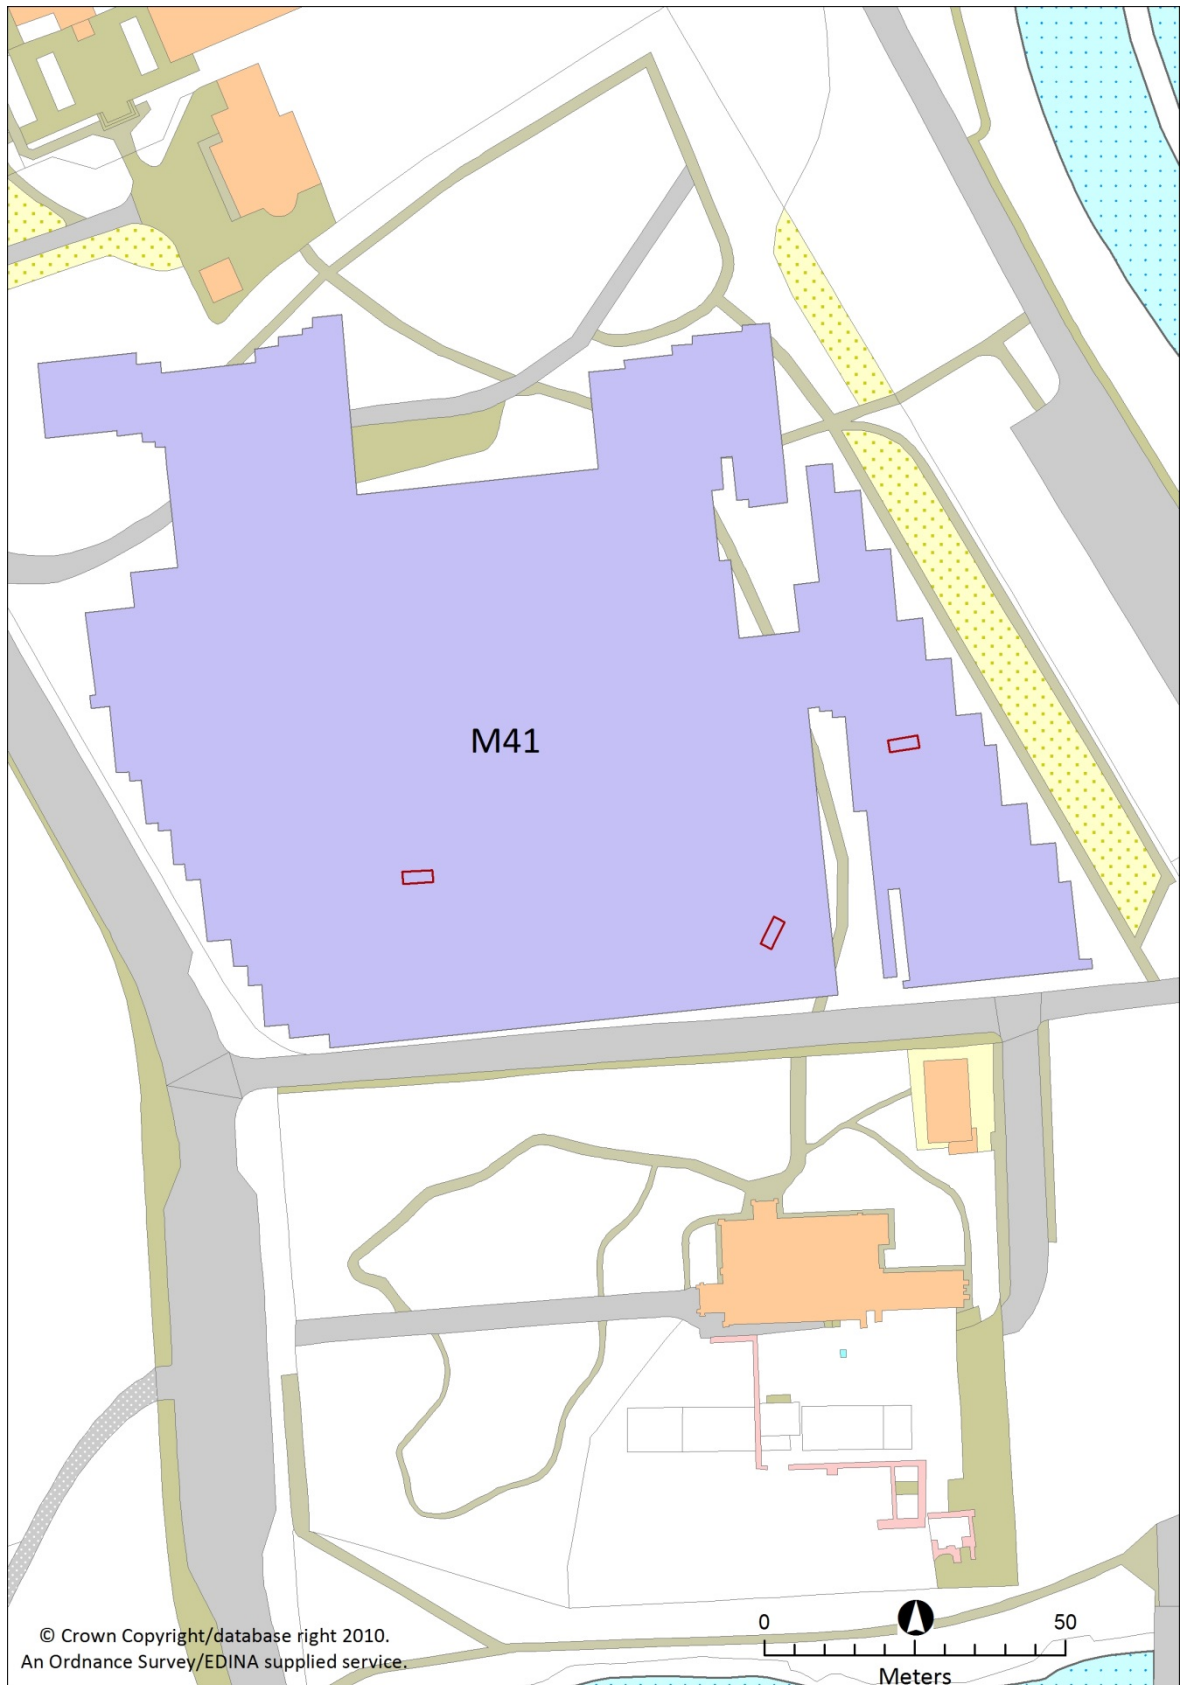 M41
© Crown Copyright/database right 2010.
An Ordnance Survey/EDINA supplied service.
0 50
Meters